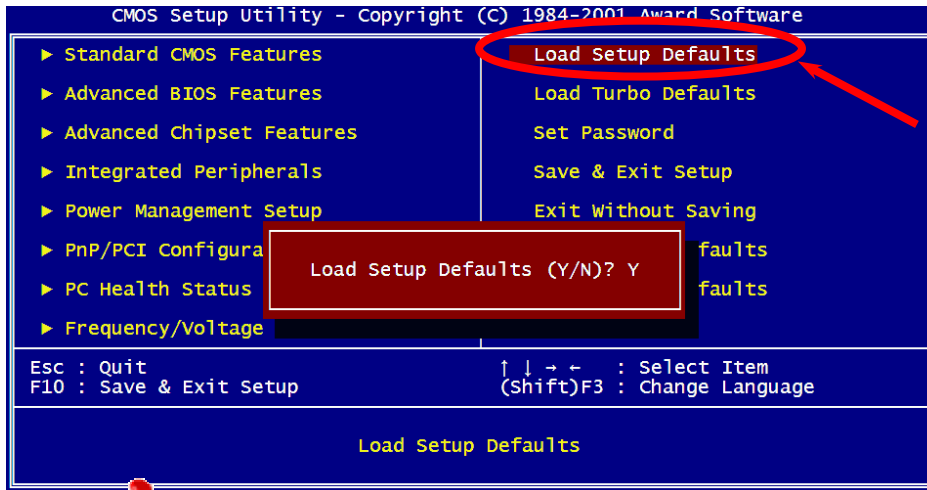 CMOS Setup Utility - Copyright (C) 1984-2001 Award Software
► Standard CMOS Features
► Advanced BIOS Features
► Advanced Chipset Features
► Integrated Peripherals
► Power Management Setup
► PnP/PCI Configura
► PC Health Status
► Frequency/Voltage
Load Setup Defaults
Load Turbo Defaults
Set Password
Save & Exit Setup
Exit Without Saving
faults
faults
Load Setup Defaults (Y/N)? Y
Esc : Quit
F10 : Save & Exit Setup
↑ ↓ → ← : Select Item
(Shift)F3 : Change Language
Load Setup Defaults